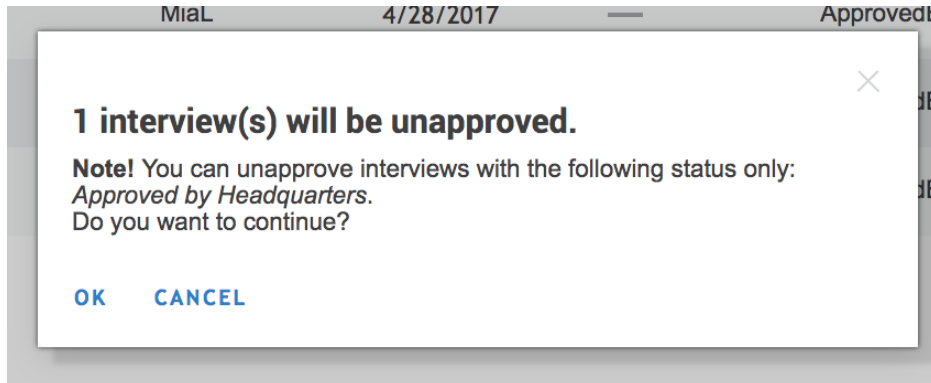 MiaL 4/28/2017 — Approved
1 interview(s) will be unapproved.
Note! You can unapprove interviews with the following status only:
Approved by Headquarters.
Do you want to continue?
OK CANCEL